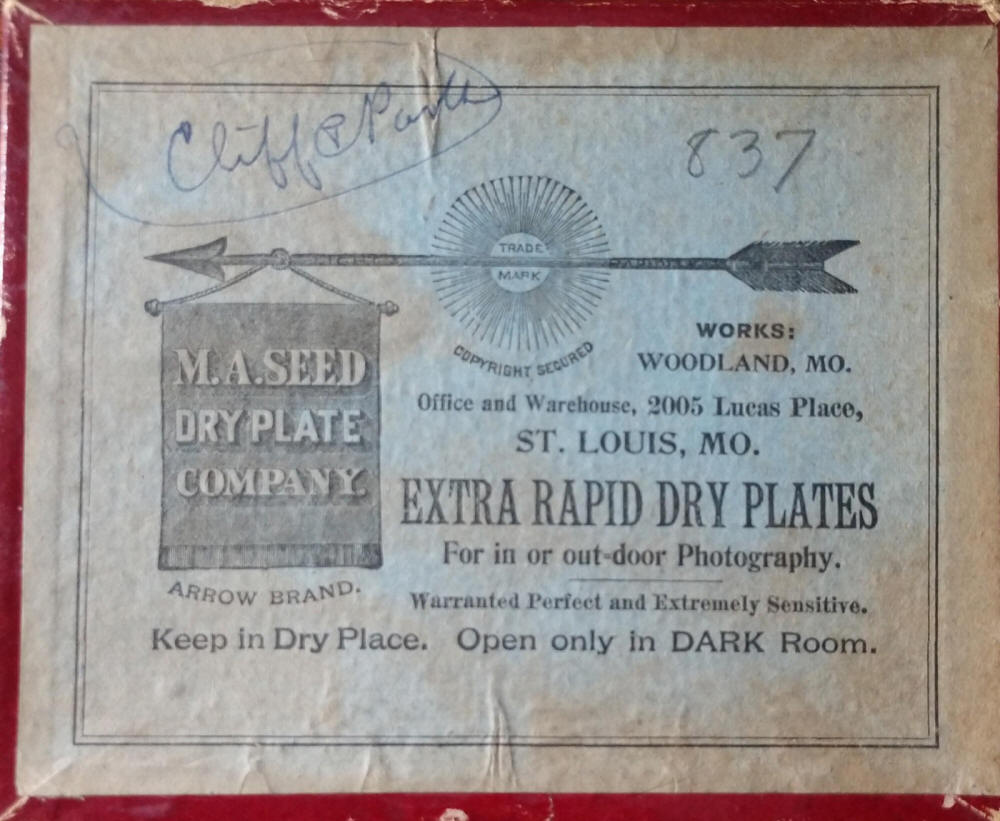 Cliff &
837
TRADE
MARK
COPYRIGHT SECURED
M. A. SEED
DRY PLATE
COMPANY.
ARROW BRAND.
WORKS:
WOODLAND, MO.
Office and Warehouse, 2005 Lucas Place,
ST. LOUIS, MO.
EXTRA RAPID DRY PLATES
For in or out-door Photography.
Warranted Perfect and Extremely Sensitive.
Keep in Dry Place. Open only in DARK Room.